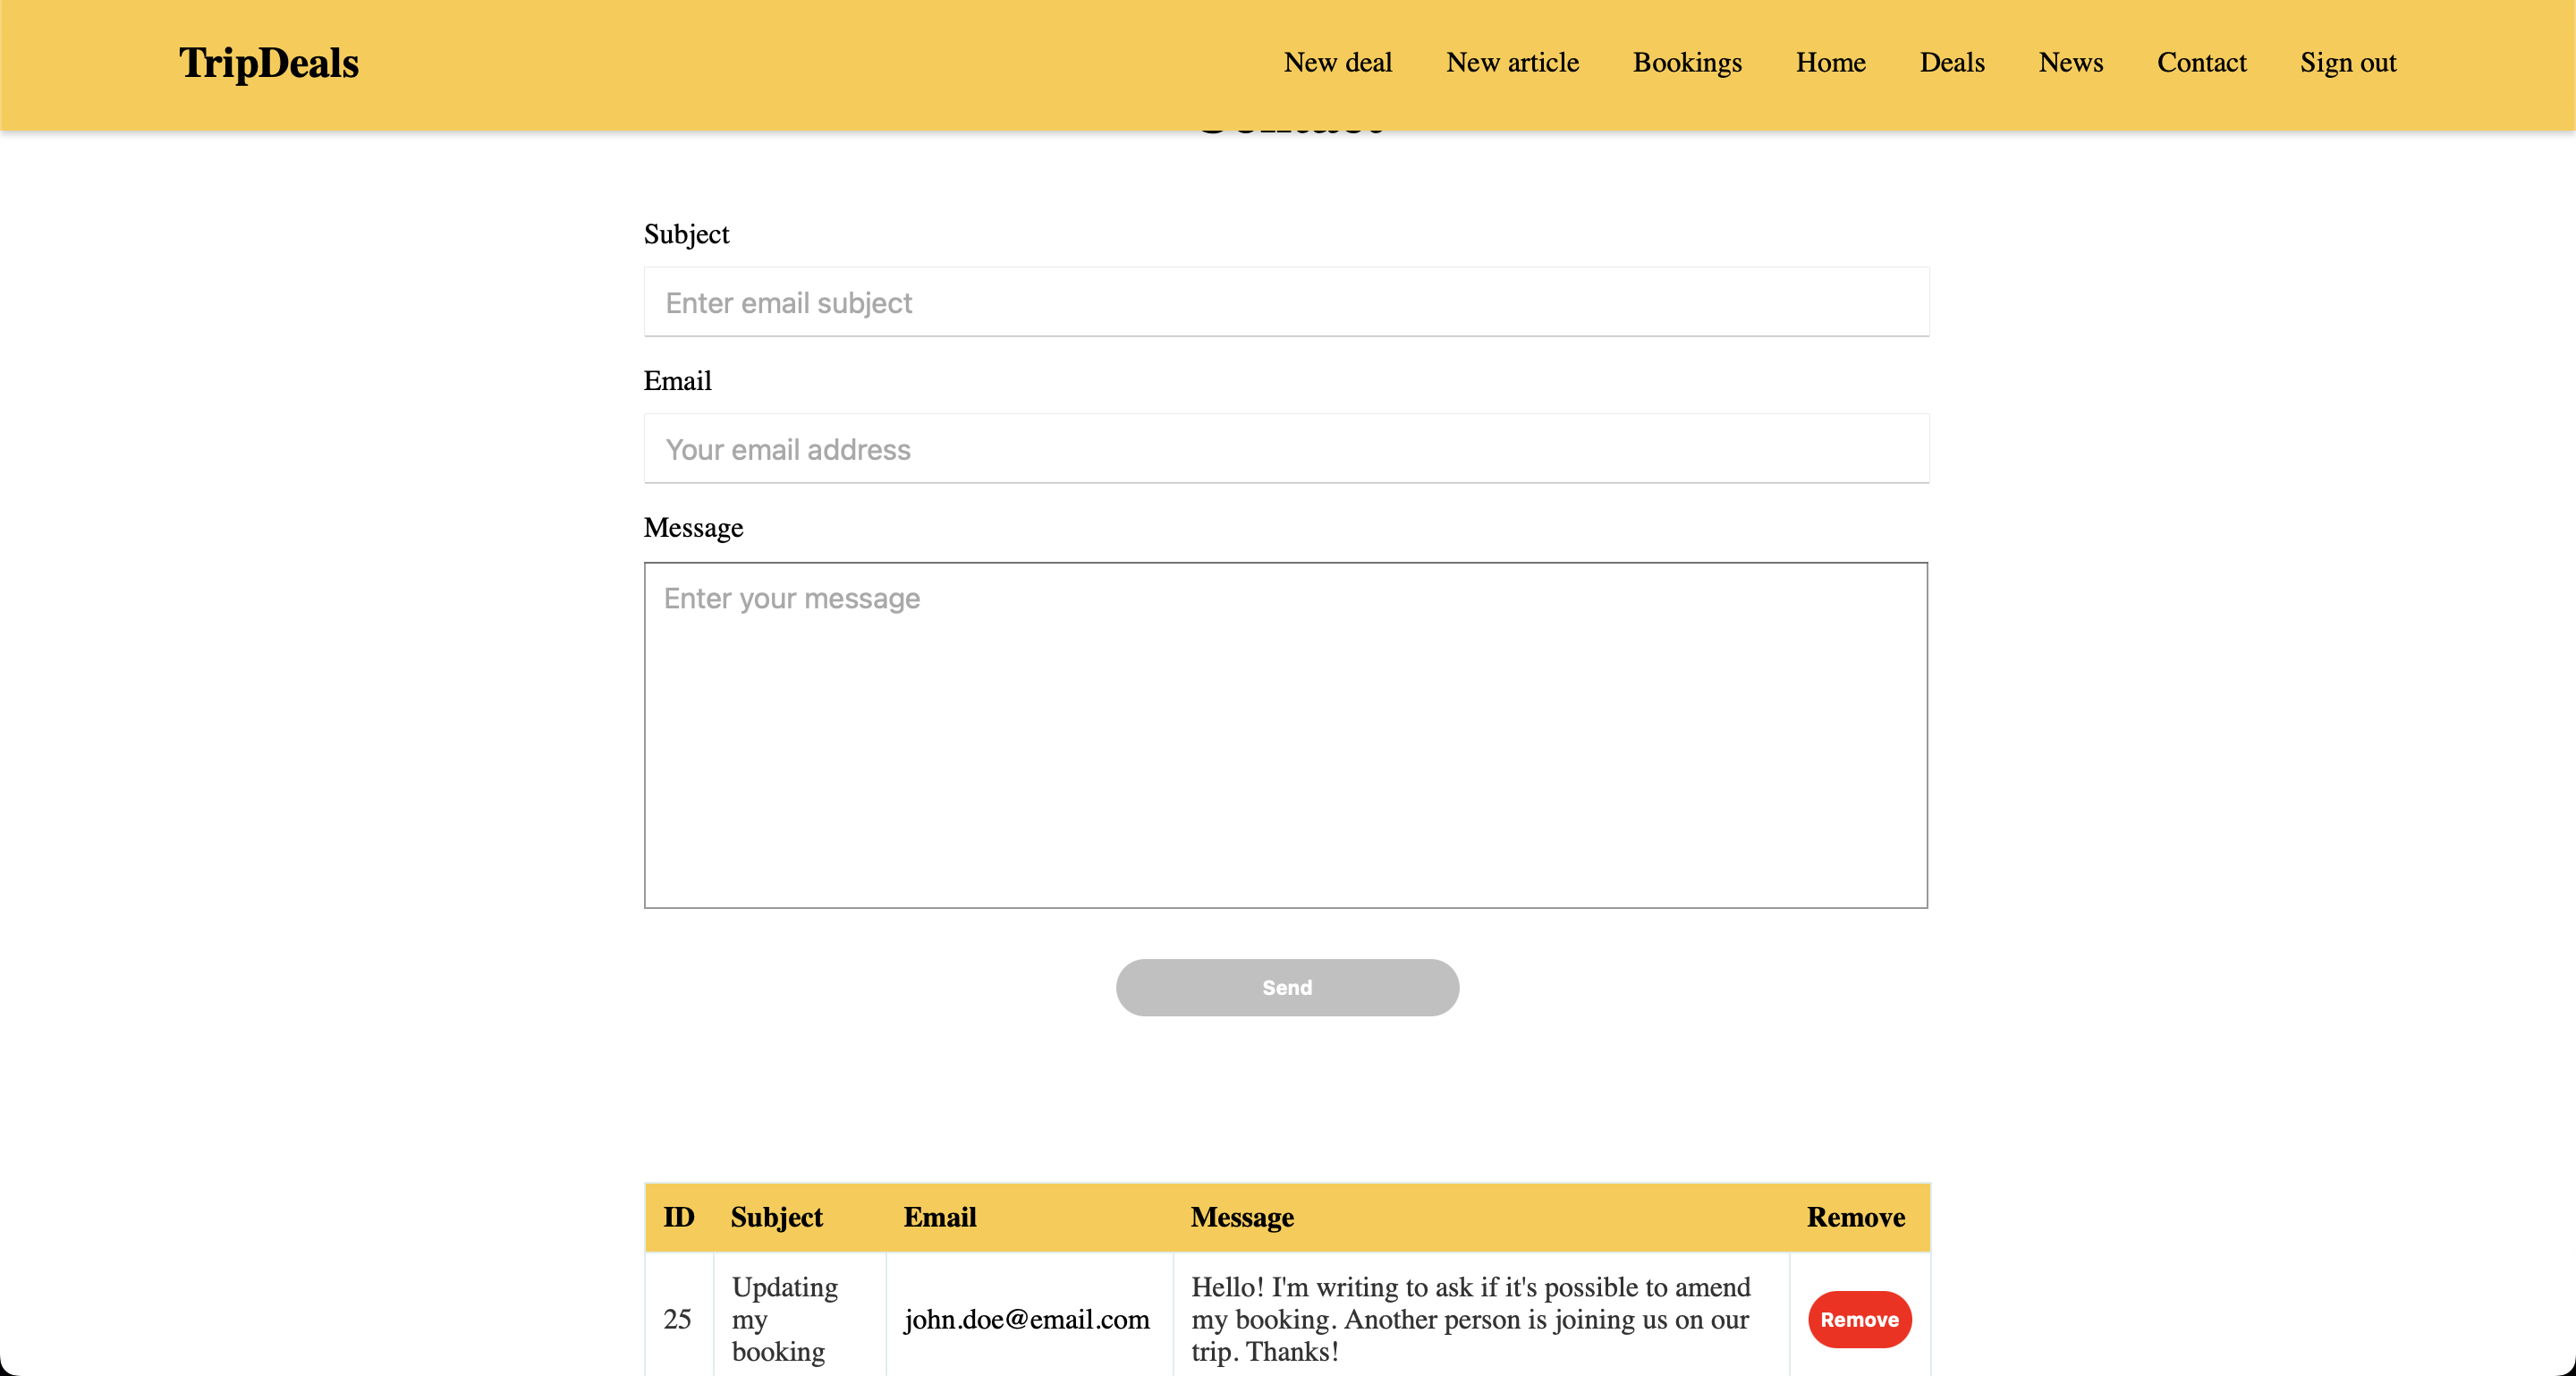 TripDeals
New deal New article Bookings Home Deals News Contact Sign out
Subject
Enter email subject
Email
Your email address
Message
Enter your message
Send
ID Subject Email Message Remove
25 Updating my booking john.doe@email.com Hello! I'm writing to ask if it's possible to amend my booking. Another person is joining us on our trip. Thanks! Remove